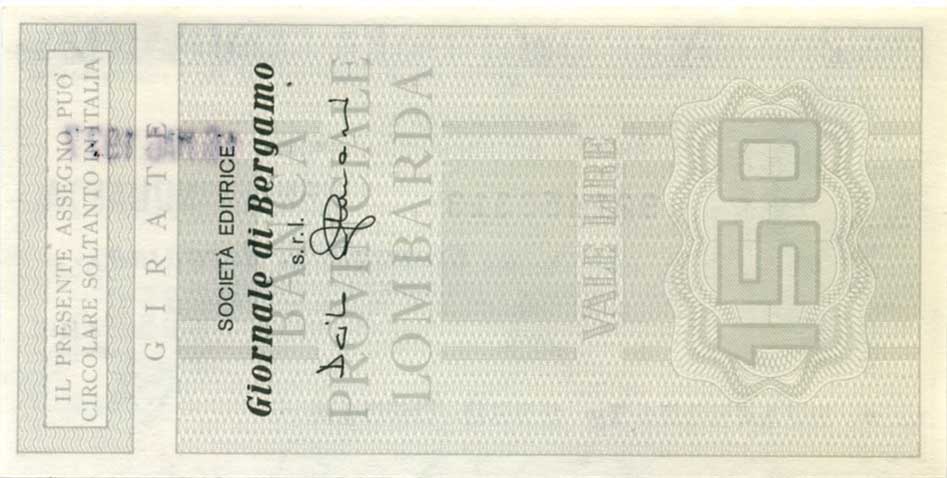 IL PRESENTE ASSEGNO PUO'
CIRCOLARE SOLTANTO IN ITALIA
GIRATE
SOCIETÀ EDITRICE
Giornale di Bergamo
s.r.l.
BANCA
PROVINCIALE
LOMBARDA
VALE LIRE
150